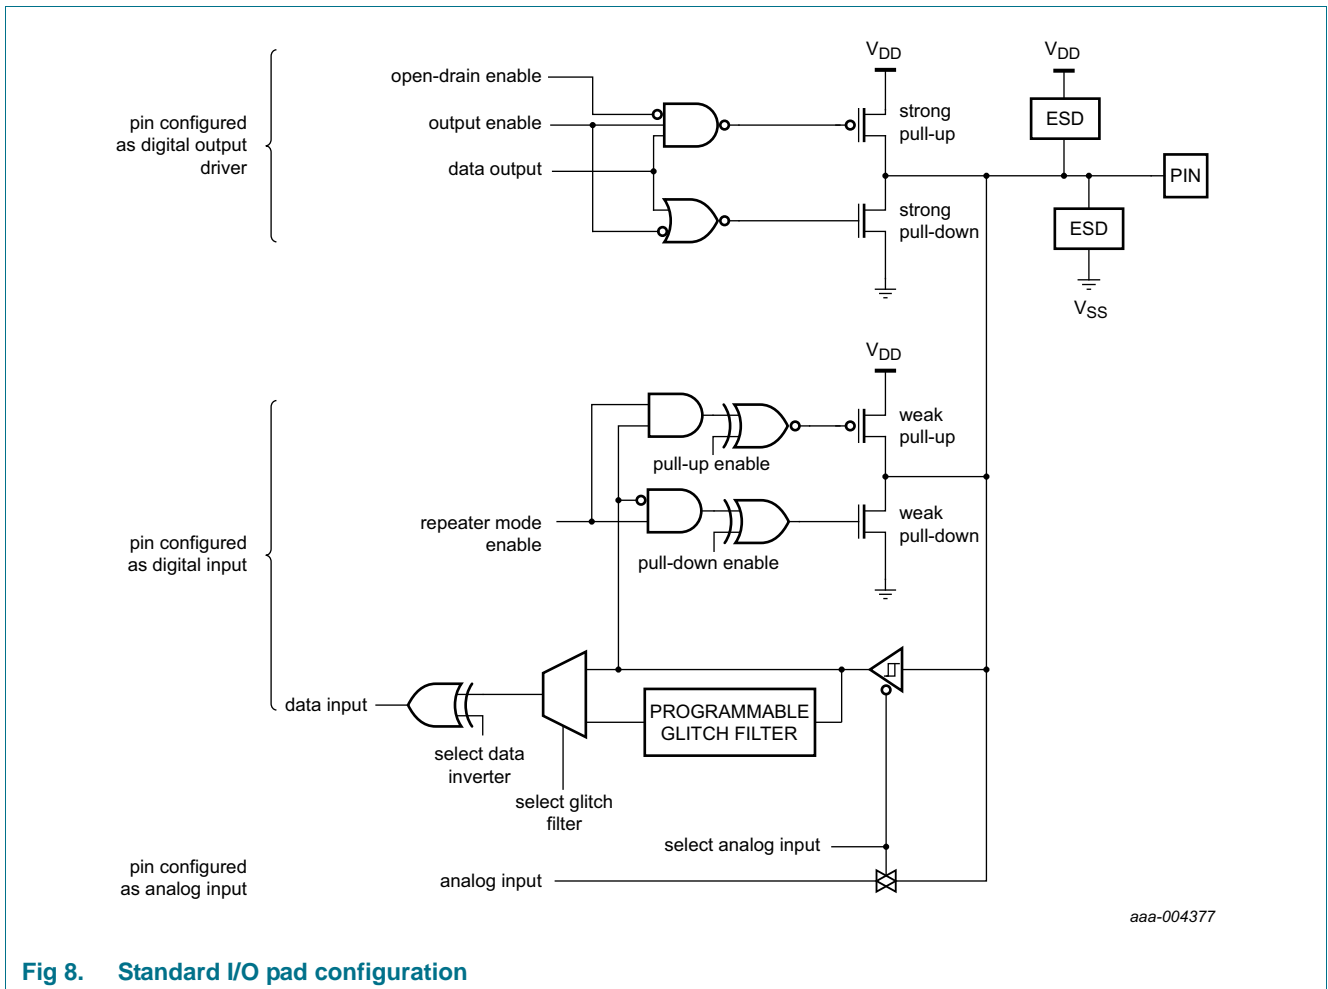 VDD
VDD
open-drain enable
strong
pull-up
ESD
pin configured
as digital output
driver
output enable
data output
PIN
strong
pull-down
ESD
VSS
VDD
weak
pull-up
pull-up enable
repeater mode
enable
weak
pull-down
pin configured
as digital input
pull-down enable
data input
PROGRAMMABLE
GLITCH FILTER
select data
inverter
select glitch
filter
select analog input
pin configured
as analog input
analog input
aaa-004377
Fig 8. Standard I/O pad configuration